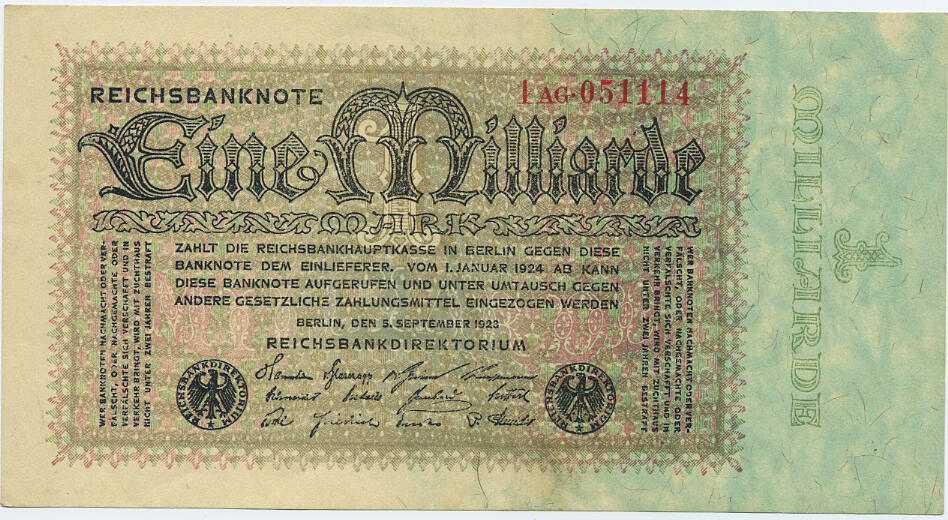 REICHSBANKNOTE
1 AG·051114
Eine Milliarde
MARK
ZAHLT DIE REICHSBANKHAUPTKASSE IN BERLIN GEGEN DIESE
BANKNOTE DEM EINLIEFERER. VOM 1. JANUAR 1924 AB KANN
DIESE BANKNOTE AUFGERUFEN UND UNTER UMTAUSCH GEGEN
ANDERE GESETZLICHE ZAHLUNGSMITTEL EINGEZOGEN WERDEN
BERLIN, DEN 5. SEPTEMBER 1923
REICHSBANKDIREKTORIUM
WER BANKNOTEN NACHMACHT ODER VER-
FÄLSCHT, ODER NACHGEMACHTE ODER
VERFÄLSCHTE SICH VERSCHAFFT UND IN
VERKEHR BRINGT, WIRD MIT ZUCHTHAUS
NICHT UNTER ZWEI JAHREN BESTRAFT
REICHSBANKDIREKTORIUM
REICHSBANKDIREKTORIUM
WER BANKNOTEN NACHMACHT ODER VER-
FÄLSCHT, ODER NACHGEMACHTE ODER
VERFÄLSCHTE SICH VERSCHAFFT UND IN
VERKEHR BRINGT, WIRD MIT ZUCHTHAUS
NICHT UNTER ZWEI JAHREN BESTRAFT
1
MILLIARDE